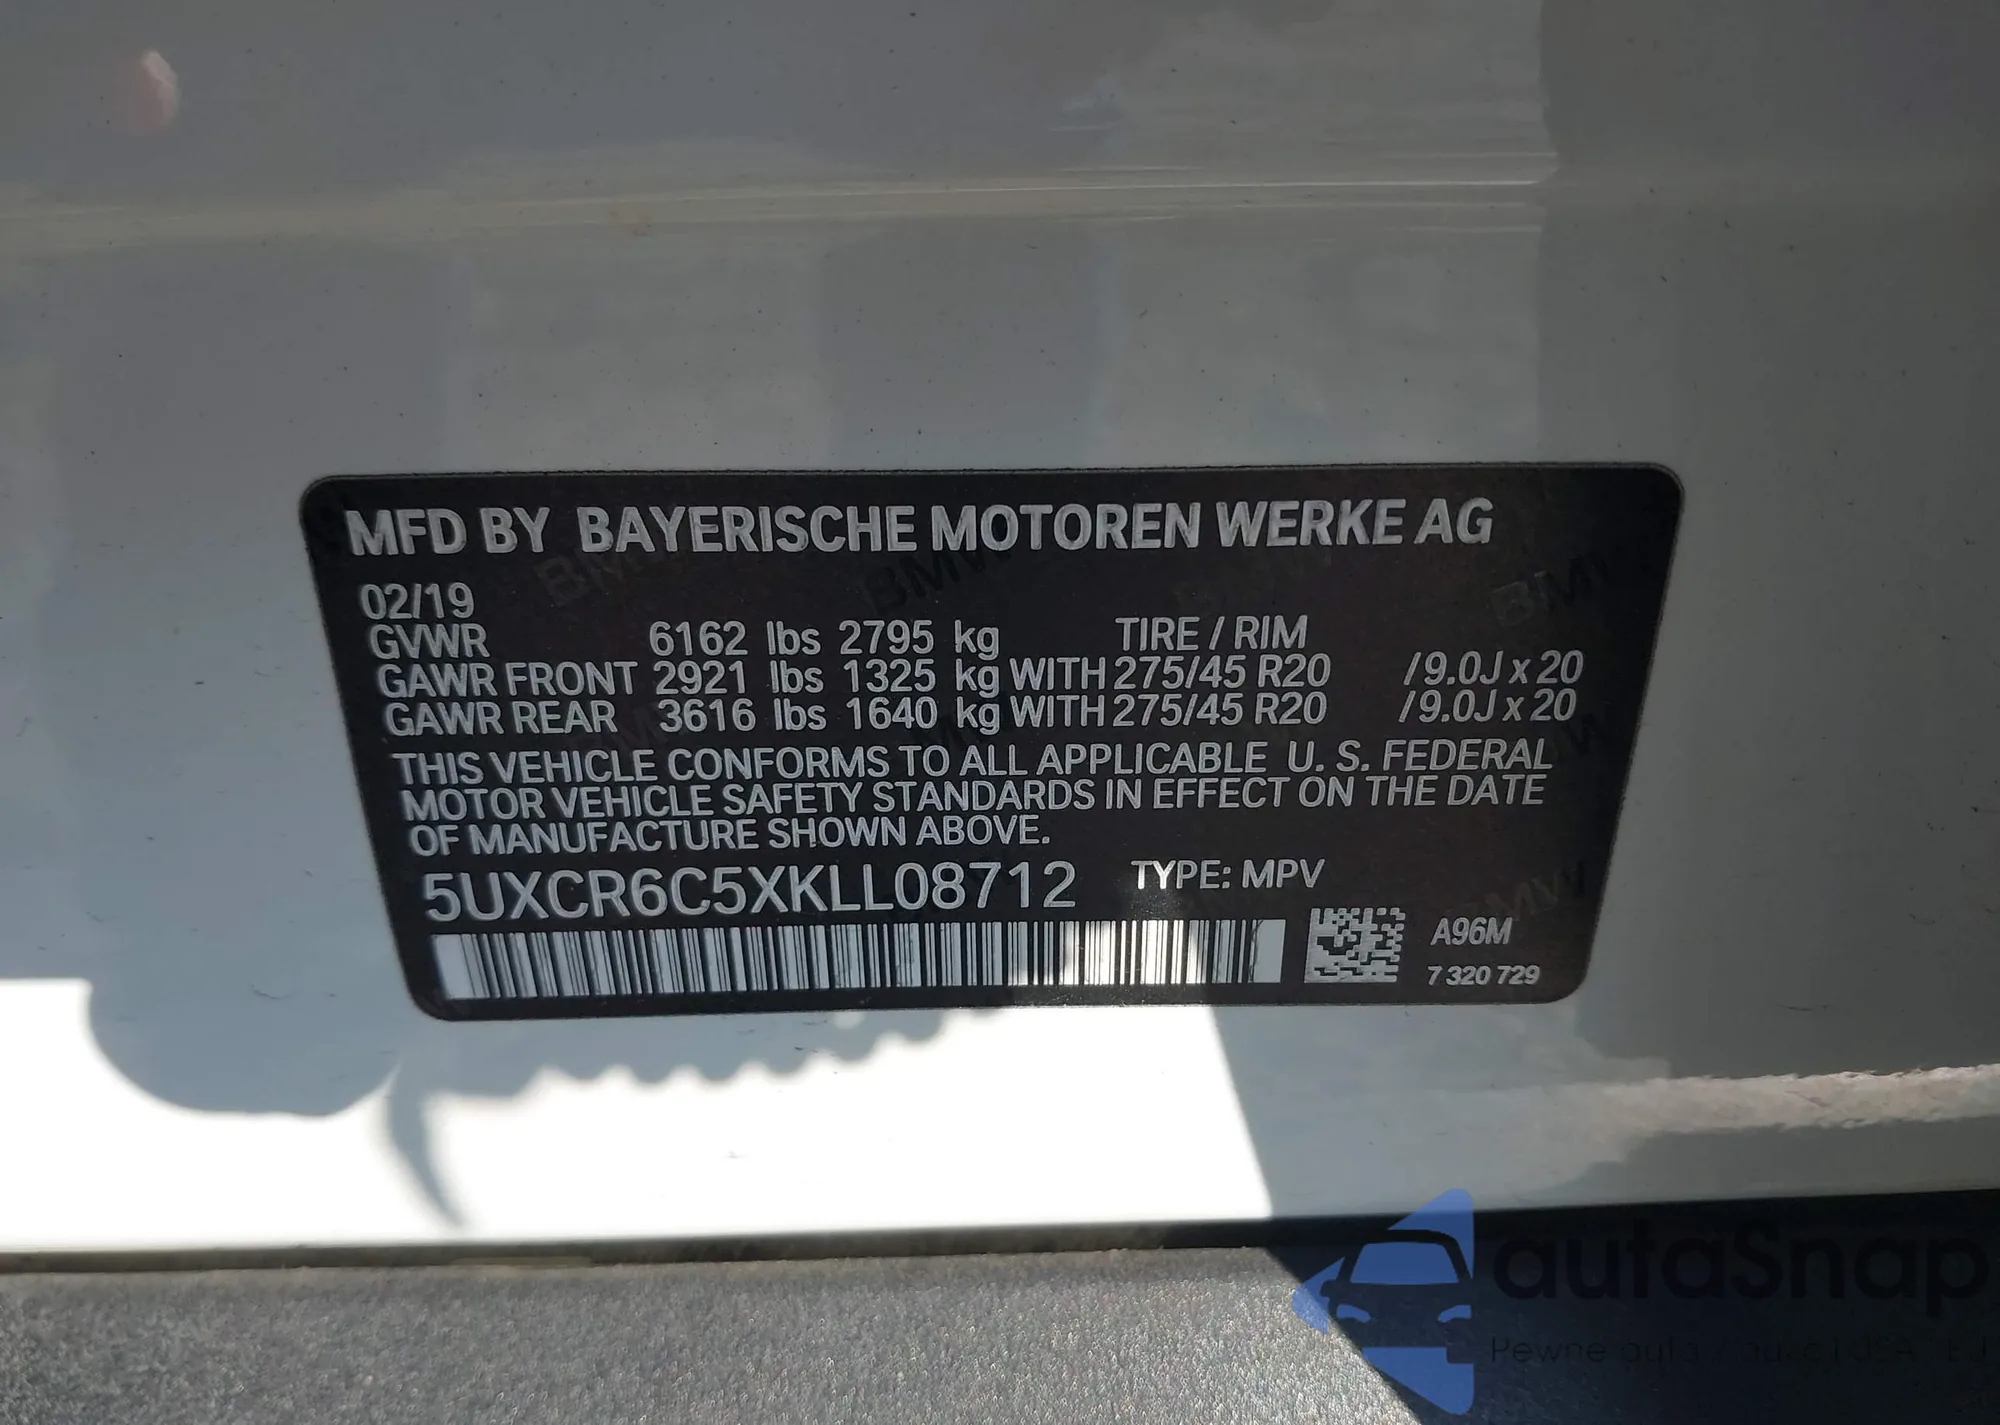 MFD BY BAYERISCHE MOTOREN WERKE AG
02/19
GVWR 6162 lbs 2795 kg TIRE / RIM
GAWR FRONT 2921 lbs 1325 kg WITH 275/45 R20 /9.0J x 20
GAWR REAR 3616 lbs 1640 kg WITH 275/45 R20 /9.0J x 20
THIS VEHICLE CONFORMS TO ALL APPLICABLE U. S. FEDERAL
MOTOR VEHICLE SAFETY STANDARDS IN EFFECT ON THE DATE
OF MANUFACTURE SHOWN ABOVE.
5UXCR6C5XKLL08712 TYPE: MPV
A96M
7 320 729
autaSnap
Pewne auta z